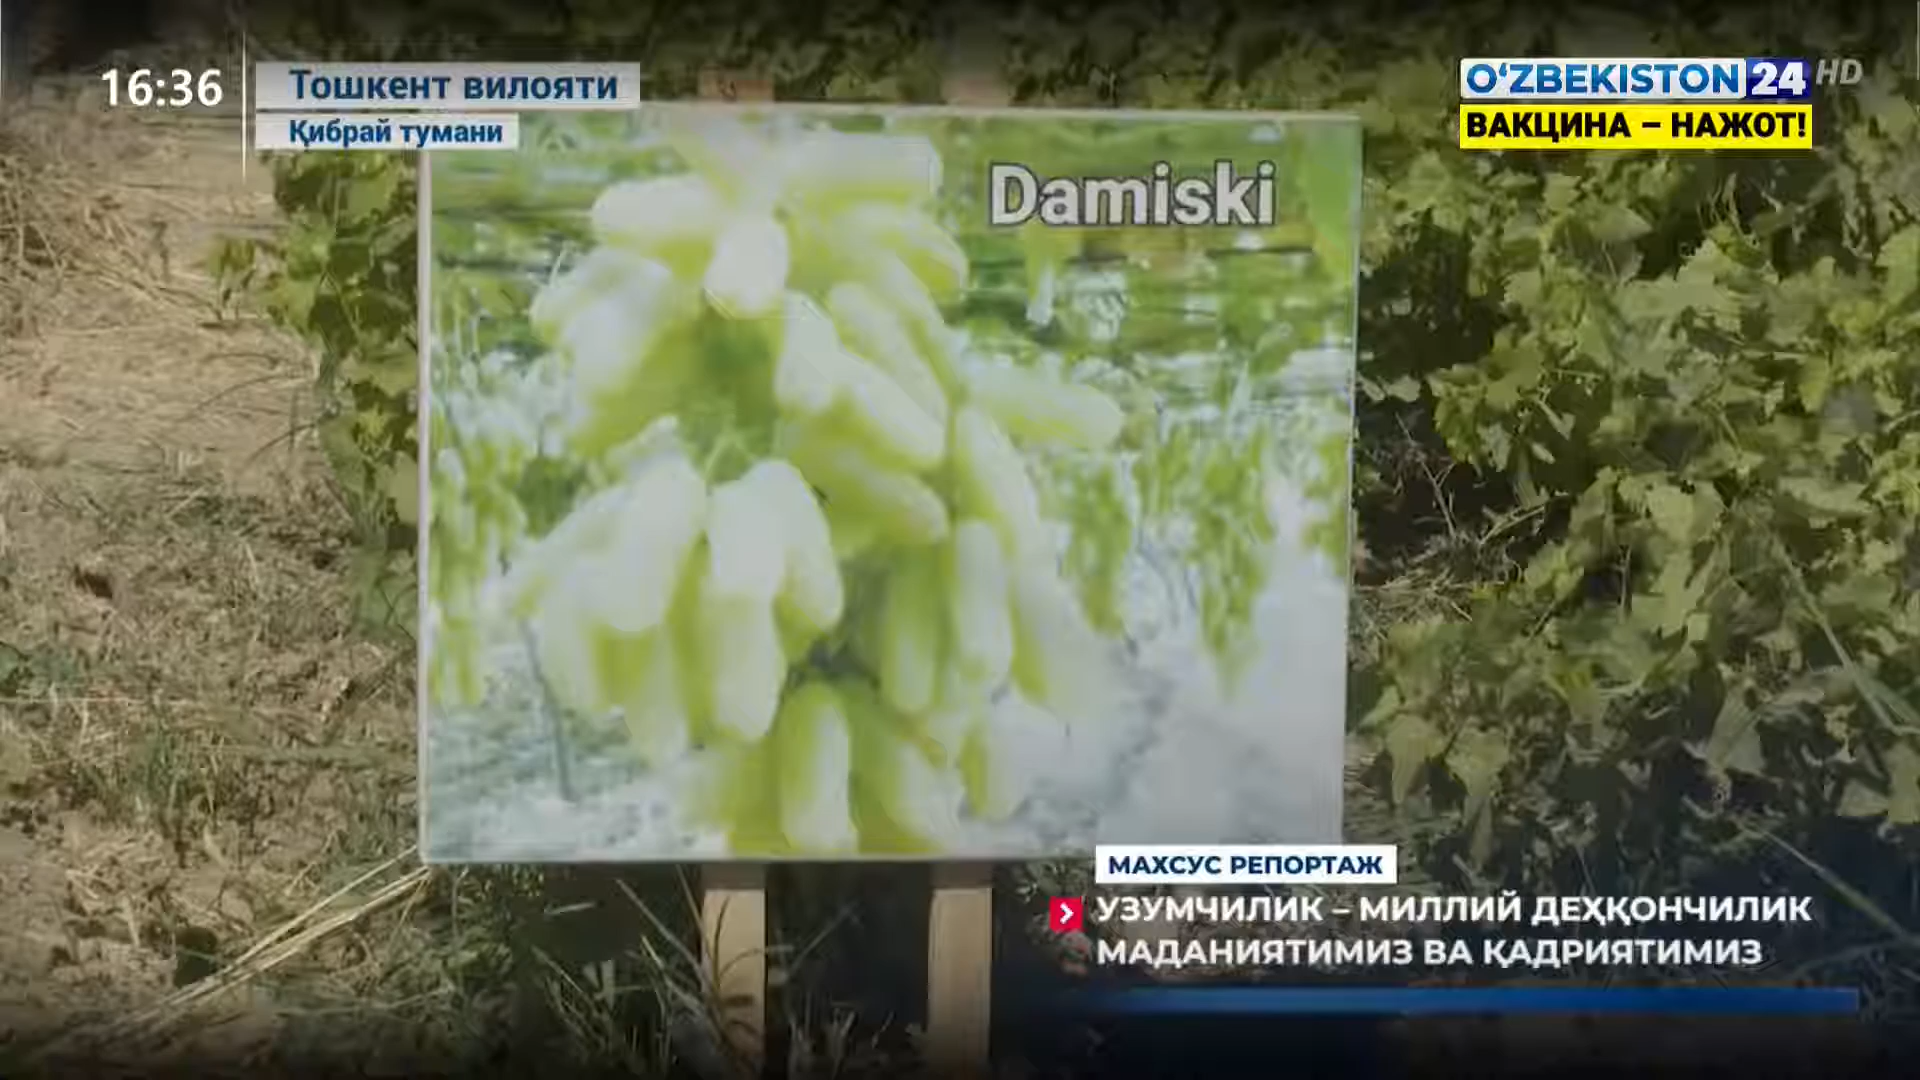 16:36
Тошкент вилояти
Қибрай тумани
O‘ZBEKISTON 24 HD
ВАКЦИНА – НАЖОТ!
Damiski
МАХСУС РЕПОРТАЖ
УЗУМЧИЛИК – МИЛЛИЙ ДЕҲҚОНЧИЛИК
МАДАНИЯТИМИЗ ВА ҚАДРИЯТИМИЗ